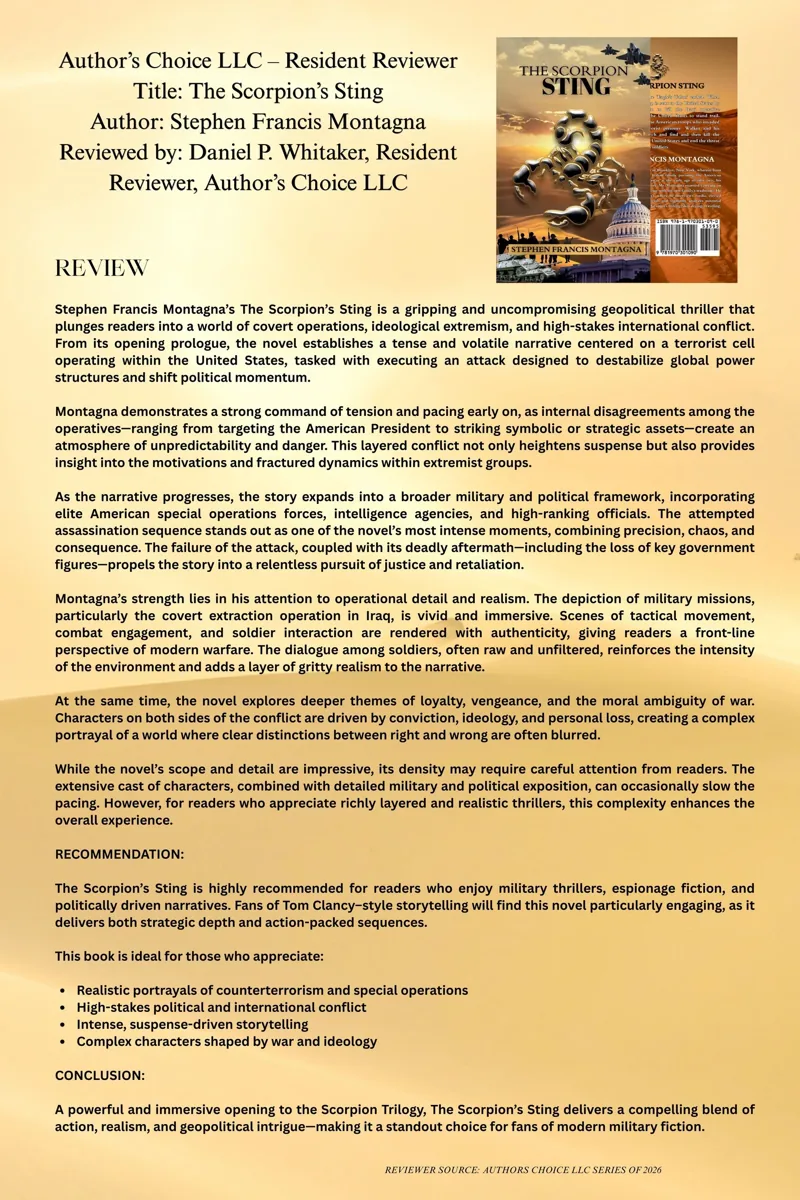 Author’s Choice LLC – Resident Reviewer
Title: The Scorpion’s Sting
Author: Stephen Francis Montagna
Reviewed by: Daniel P. Whitaker, Resident
Reviewer, Author’s Choice LLC
THE SCORPION
STING
STEPHEN FRANCIS MONTAGNA
RPION STING
NCIS MONTAGNA
53595
REVIEW
Stephen Francis Montagna’s The Scorpion’s Sting is a gripping and uncompromising geopolitical thriller that
plunges readers into a world of covert operations, ideological extremism, and high-stakes international conflict.
From its opening prologue, the novel establishes a tense and volatile narrative centered on a terrorist cell
operating within the United States, tasked with executing an attack designed to destabilize global power
structures and shift political momentum.
Montagna demonstrates a strong command of tension and pacing early on, as internal disagreements among the
operatives—ranging from targeting the American President to striking symbolic or strategic assets—create an
atmosphere of unpredictability and danger. This layered conflict not only heightens suspense but also provides
insight into the motivations and fractured dynamics within extremist groups.
As the narrative progresses, the story expands into a broader military and political framework, incorporating
elite American special operations forces, intelligence agencies, and high-ranking officials. The attempted
assassination sequence stands out as one of the novel’s most intense moments, combining precision, chaos, and
consequence. The failure of the attack, coupled with its deadly aftermath—including the loss of key government
figures—propels the story into a relentless pursuit of justice and retaliation.
Montagna’s strength lies in his attention to operational detail and realism. The depiction of military missions,
particularly the covert extraction operation in Iraq, is vivid and immersive. Scenes of tactical movement,
combat engagement, and soldier interaction are rendered with authenticity, giving readers a front-line
perspective of modern warfare. The dialogue among soldiers, often raw and unfiltered, reinforces the intensity
of the environment and adds a layer of gritty realism to the narrative.
At the same time, the novel explores deeper themes of loyalty, vengeance, and the moral ambiguity of war.
Characters on both sides of the conflict are driven by conviction, ideology, and personal loss, creating a complex
portrayal of a world where clear distinctions between right and wrong are often blurred.
While the novel’s scope and detail are impressive, its density may require careful attention from readers. The
extensive cast of characters, combined with detailed military and political exposition, can occasionally slow the
pacing. However, for readers who appreciate richly layered and realistic thrillers, this complexity enhances the
overall experience.
RECOMMENDATION:
The Scorpion’s Sting is highly recommended for readers who enjoy military thrillers, espionage fiction, and
politically driven narratives. Fans of Tom Clancy–style storytelling will find this novel particularly engaging, as it
delivers both strategic depth and action-packed sequences.
This book is ideal for those who appreciate:
• Realistic portrayals of counterterrorism and special operations
• High-stakes political and international conflict
• Intense, suspense-driven storytelling
• Complex characters shaped by war and ideology
CONCLUSION:
A powerful and immersive opening to the Scorpion Trilogy, The Scorpion’s Sting delivers a compelling blend of
action, realism, and geopolitical intrigue—making it a standout choice for fans of modern military fiction.
REVIEWER SOURCE: AUTHORS CHOICE LLC SERIES OF 2026